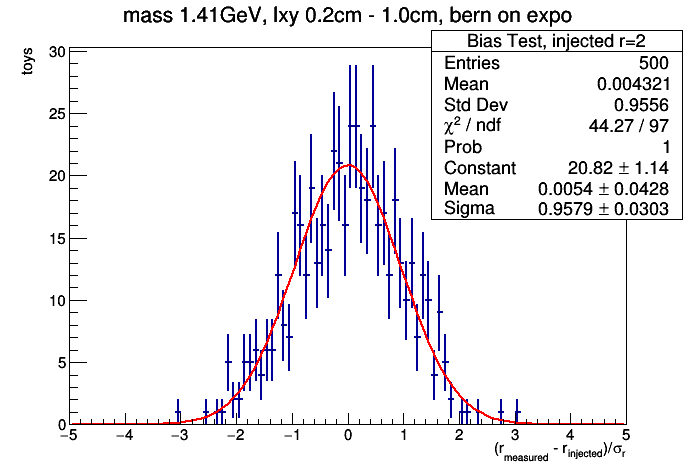 mass 1.41GeV, lxy 0.2cm - 1.0cm, bern on expo
Bias Test, injected r=2
Entries 500
Mean 0.004321
Std Dev 0.9556
χ² / ndf 44.27 / 97
Prob 1
Constant 20.82 ± 1.14
Mean 0.0054 ± 0.0428
Sigma 0.9579 ± 0.0303
toys
30
25
20
15
10
5
0
−5 −4 −3 −2 −1 0 1 2 3 4 5
(r_measured - r_injected)/σ_r